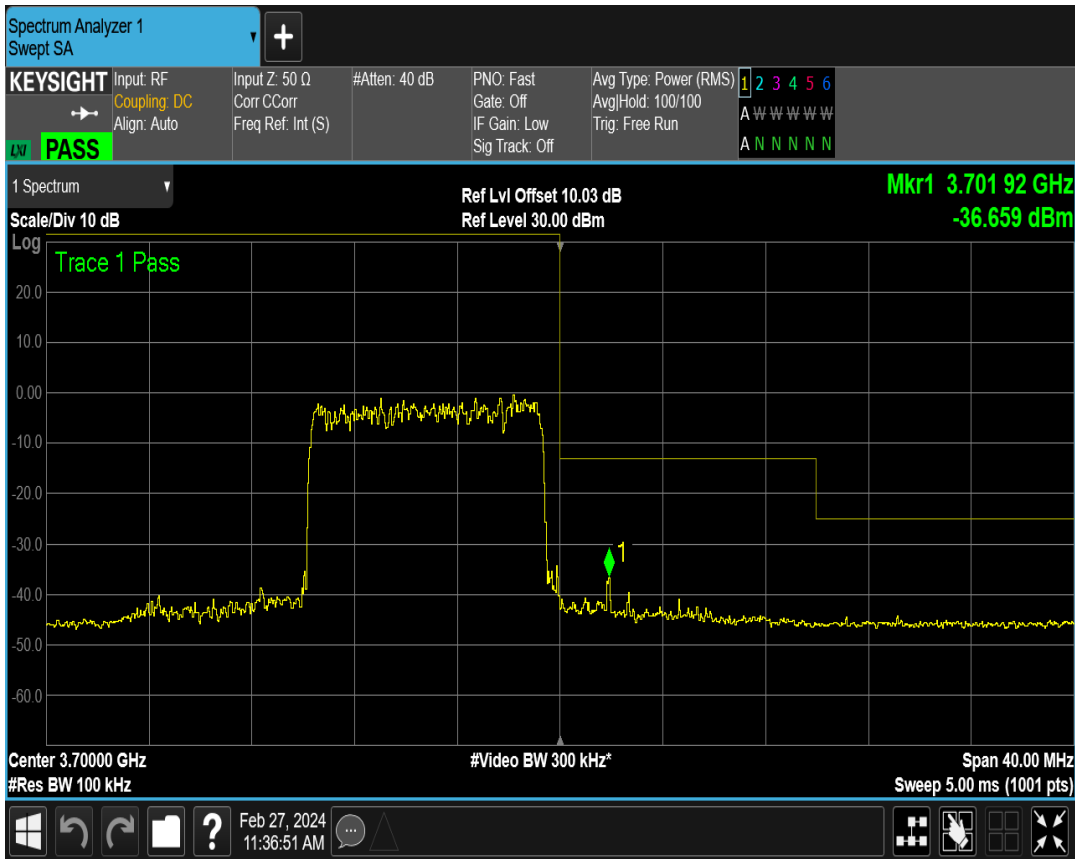 Spectrum Analyzer 1
Swept SA
+
KEYSIGHT
LXI PASS
Input: RF
Coupling: DC
Align: Auto
Input Z: 50 Ω
Corr CCorr
Freq Ref: Int (S)
#Atten: 40 dB
PNO: Fast
Gate: Off
IF Gain: Low
Sig Track: Off
Avg Type: Power (RMS)
Avg|Hold: 100/100
Trig: Free Run
1 2 3 4 5 6
A W W W W W
A N N N N N
1 Spectrum
Scale/Div 10 dB
Ref Lvl Offset 10.03 dB
Ref Level 30.00 dBm
Mkr1 3.701 92 GHz
-36.659 dBm
Log
Trace 1 Pass
20.0
10.0
0.00
-10.0
-20.0
-30.0
1
-40.0
-50.0
-60.0
Center 3.70000 GHz
#Res BW 100 kHz
#Video BW 300 kHz*
Span 40.00 MHz
Sweep 5.00 ms (1001 pts)
?
Feb 27, 2024
11:36:51 AM